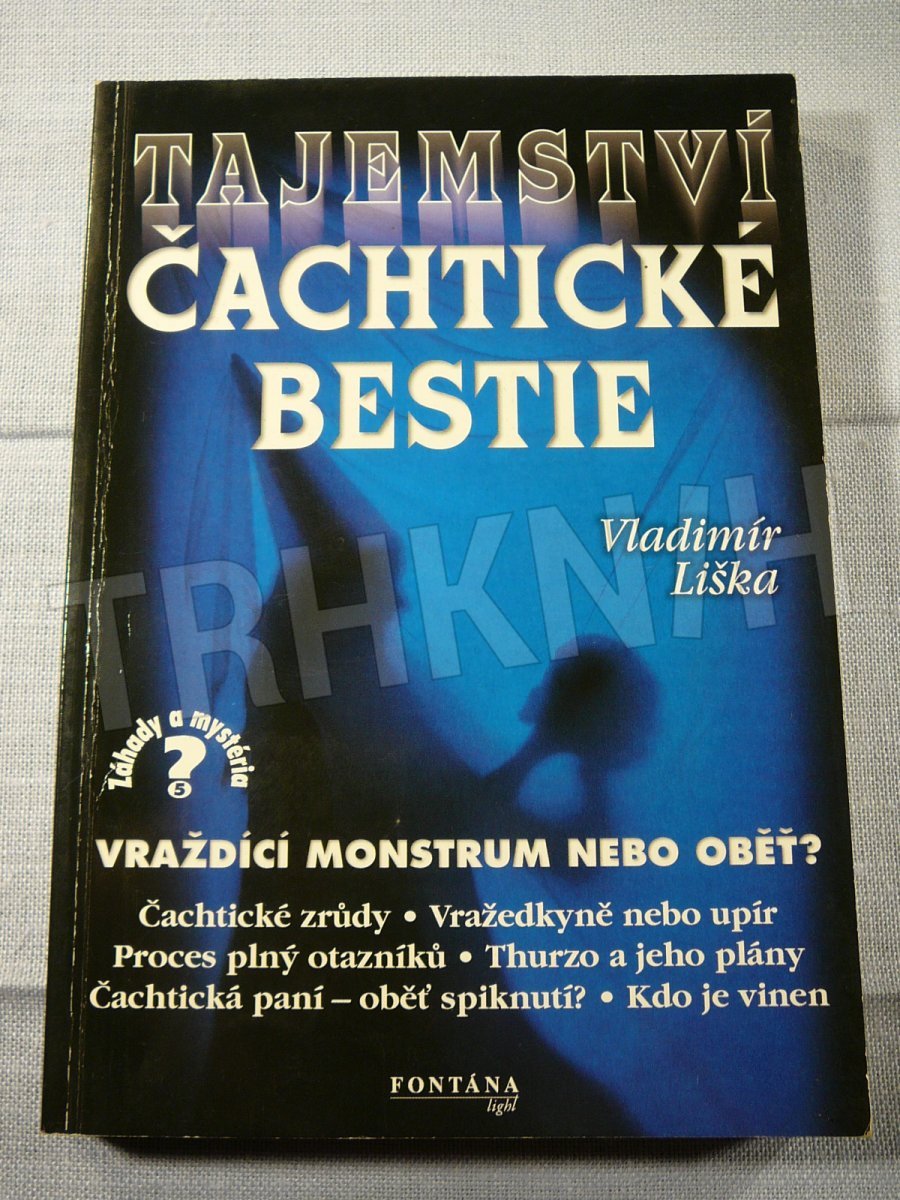 TAJEMSTVÍ
ČACHTICKÉ
BESTIE
Vladimír
Liška
TRHKNIH
Záhady a mystéria
?
5
VRAŽDÍCÍ MONSTRUM NEBO OBĚŤ?
Čachtické zrůdy • Vražedkyně nebo upír
Proces plný otazníků • Thurzo a jeho plány
Čachtická paní – oběť spiknutí? • Kdo je vinen
FONTÁNA
light